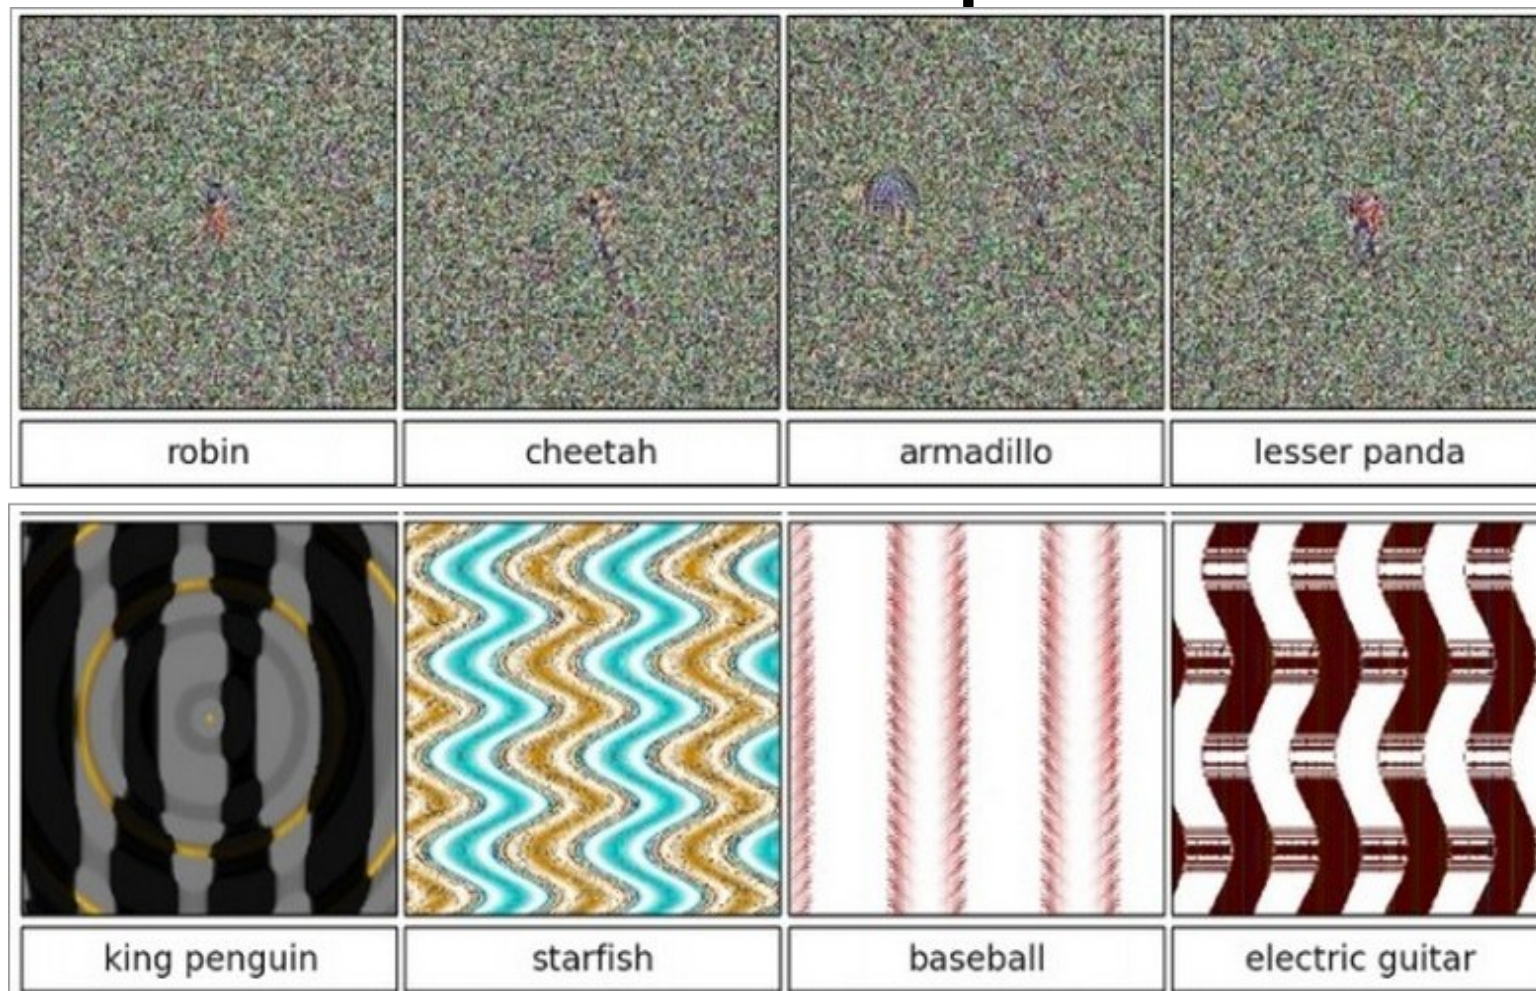 robin
cheetah
armadillo
lesser panda
king penguin
starfish
baseball
electric guitar